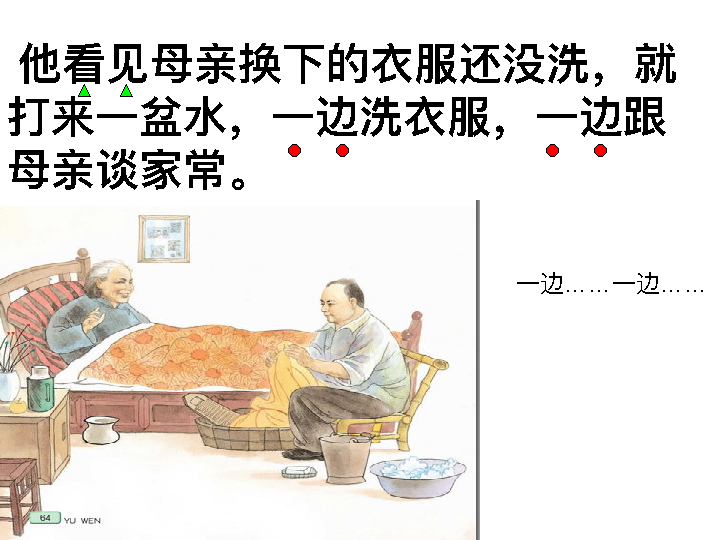 他看见母亲换下的衣服还没洗，就
打来一盆水，一边洗衣服，一边跟
母亲谈家常。
一边……一边……
64 YU WEN